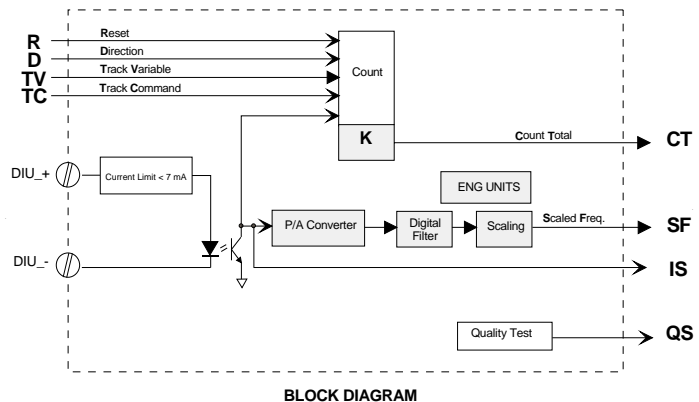 R Reset
D Direction
TV Track Variable
TC Track Command
Count
K
Count Total CT
DIU_+
Current Limit < 7 mA
ENG UNITS
P/A Converter
Digital
Filter
Scaling
Scaled Freq. SF
DIU_-
IS
Quality Test
QS
BLOCK DIAGRAM